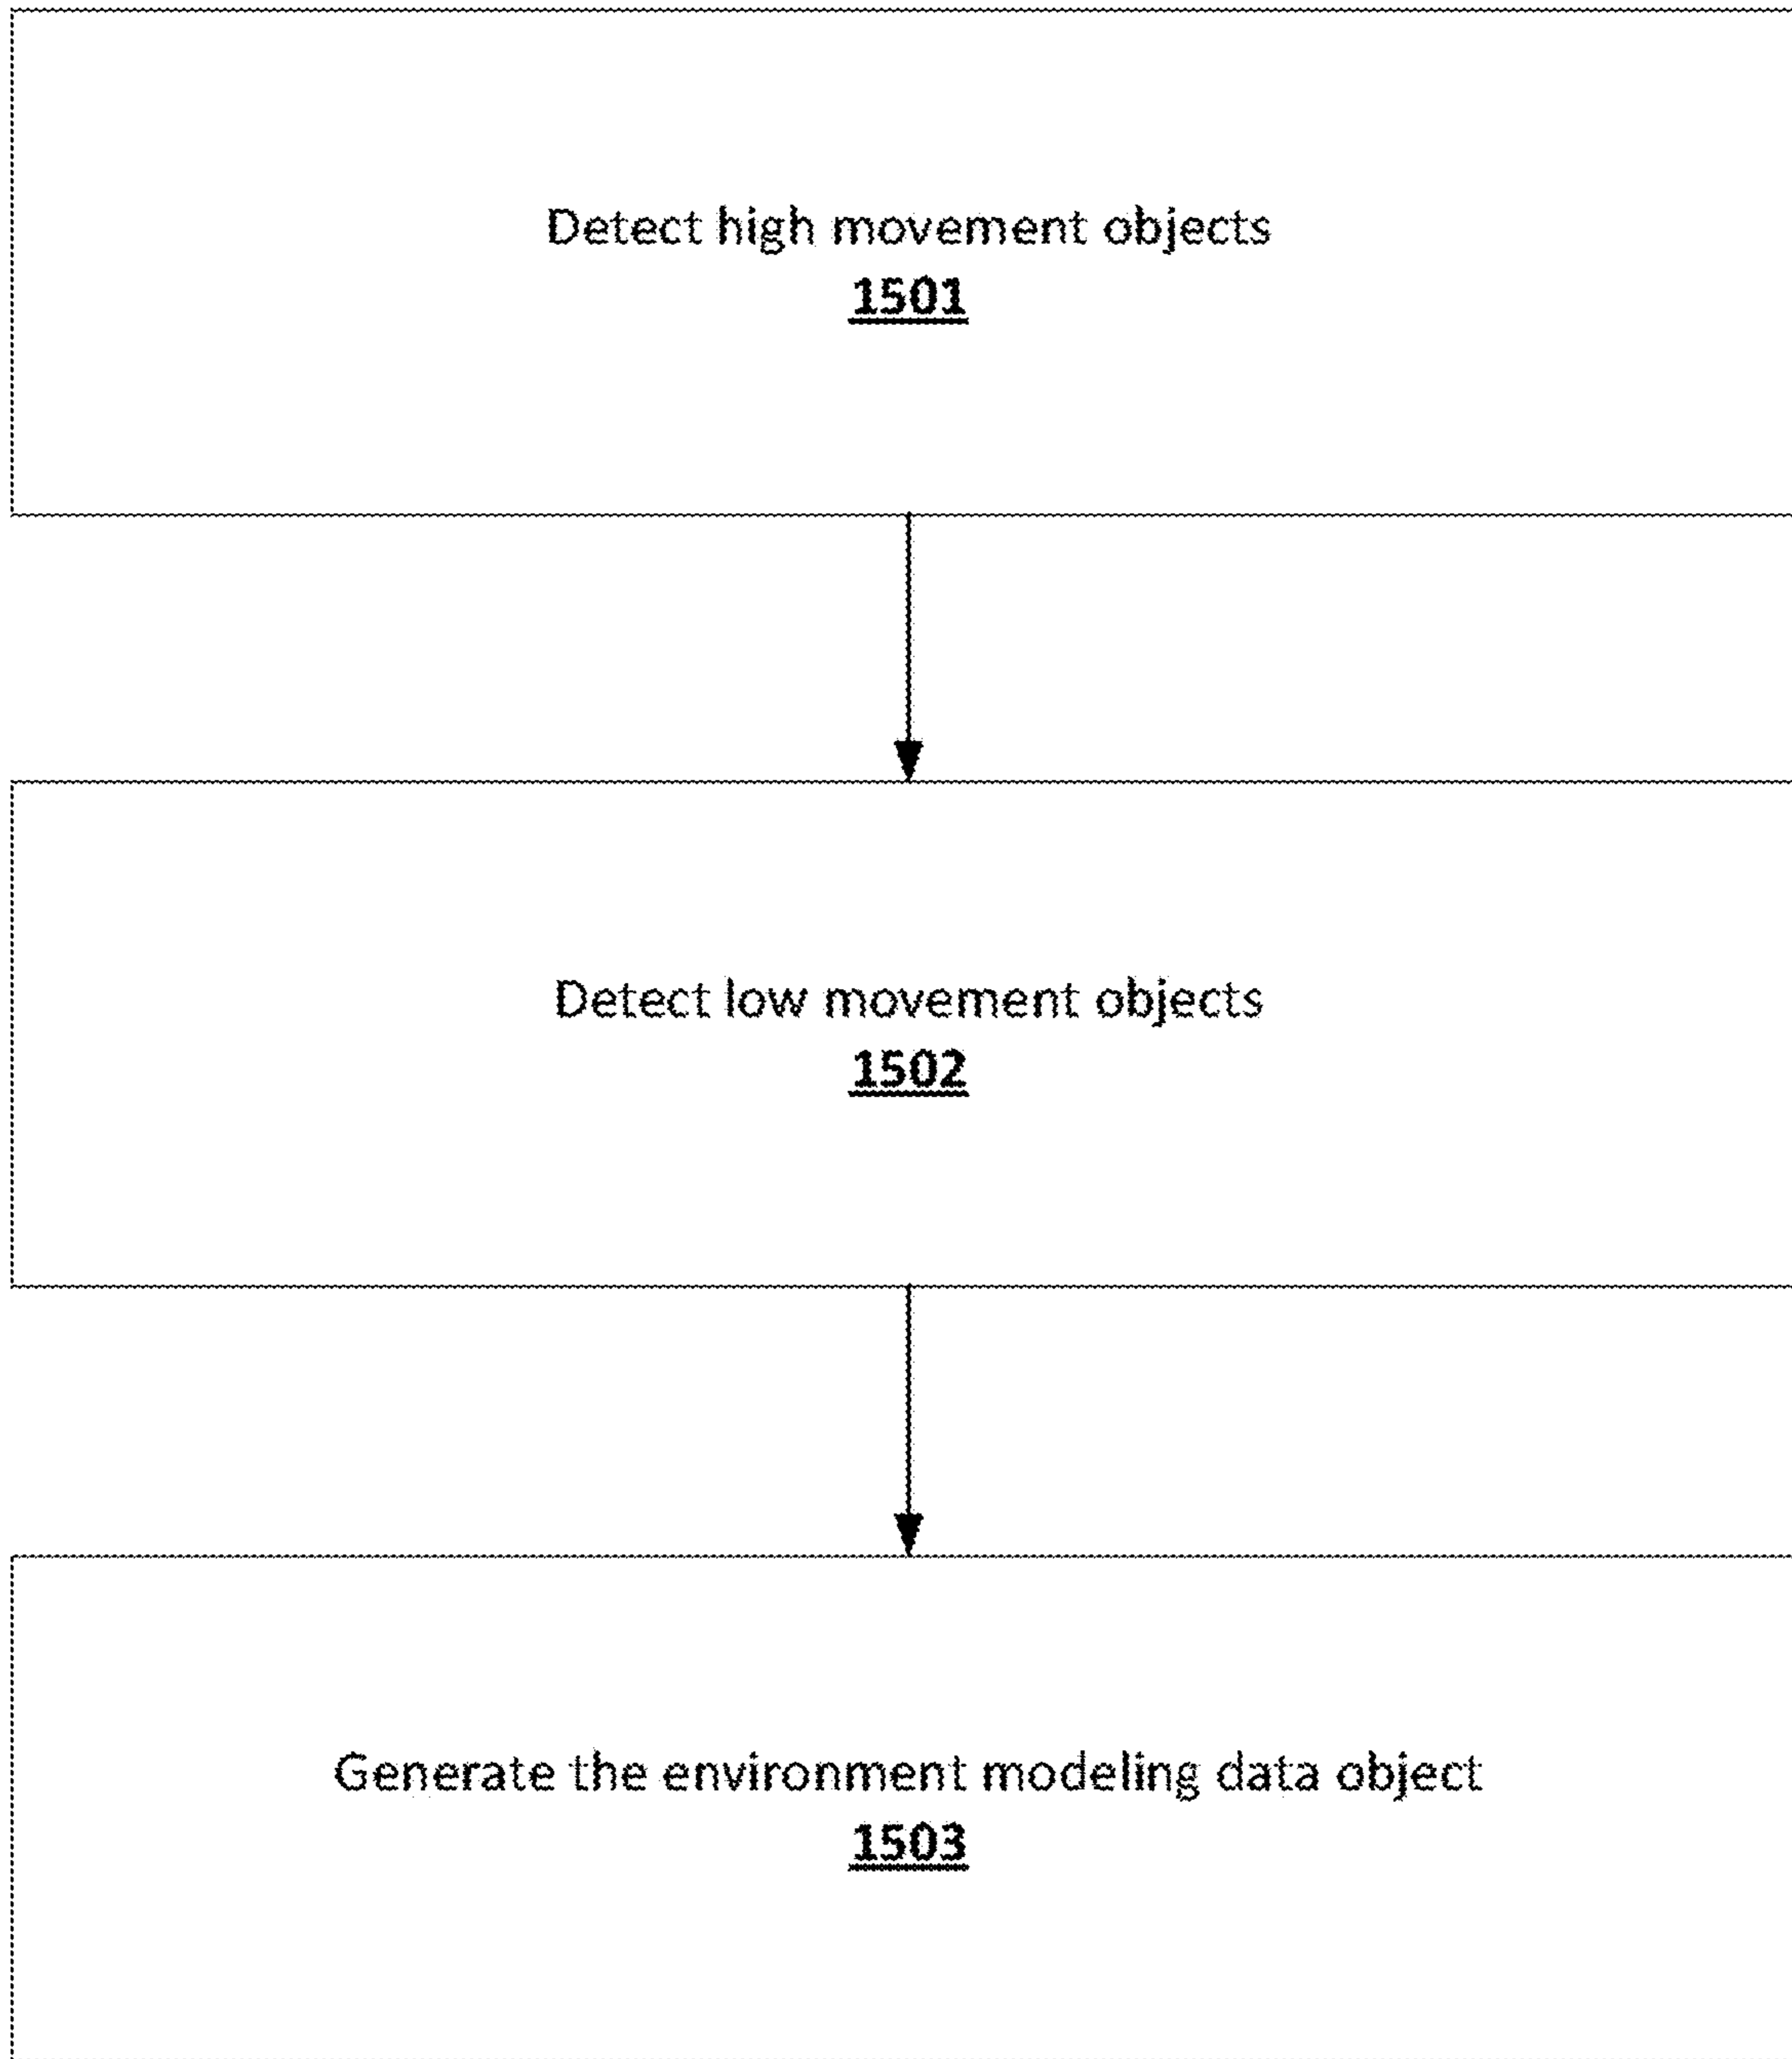 Detect high movement objects
1501
Detect low movement objects
1502
Generate the environment modeling data object
1503